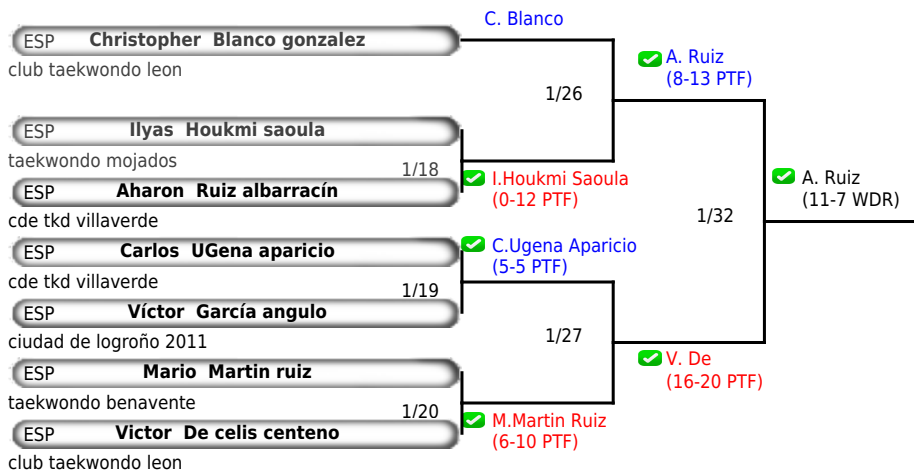 C. Blanco
ESP Christopher Blanco gonzalez
club taekwondo leon
A. Ruiz
(8-13 PTF)
1/26
ESP Ilyas Houkmi saoula
taekwondo mojados
1/18
I.Houkmi Saoula
(0-12 PTF)
ESP Aharon Ruiz albarracín
cde tkd villaverde
A. Ruiz
(11-7 WDR)
1/32
ESP Carlos UGena aparicio
cde tkd villaverde
C.Ugena Aparicio
(5-5 PTF)
1/19
ESP Víctor García angulo
ciudad de logroño 2011
1/27
V. De
(16-20 PTF)
ESP Mario Martin ruiz
taekwondo benavente
1/20
M.Martin Ruiz
(6-10 PTF)
ESP Victor De celis centeno
club taekwondo leon